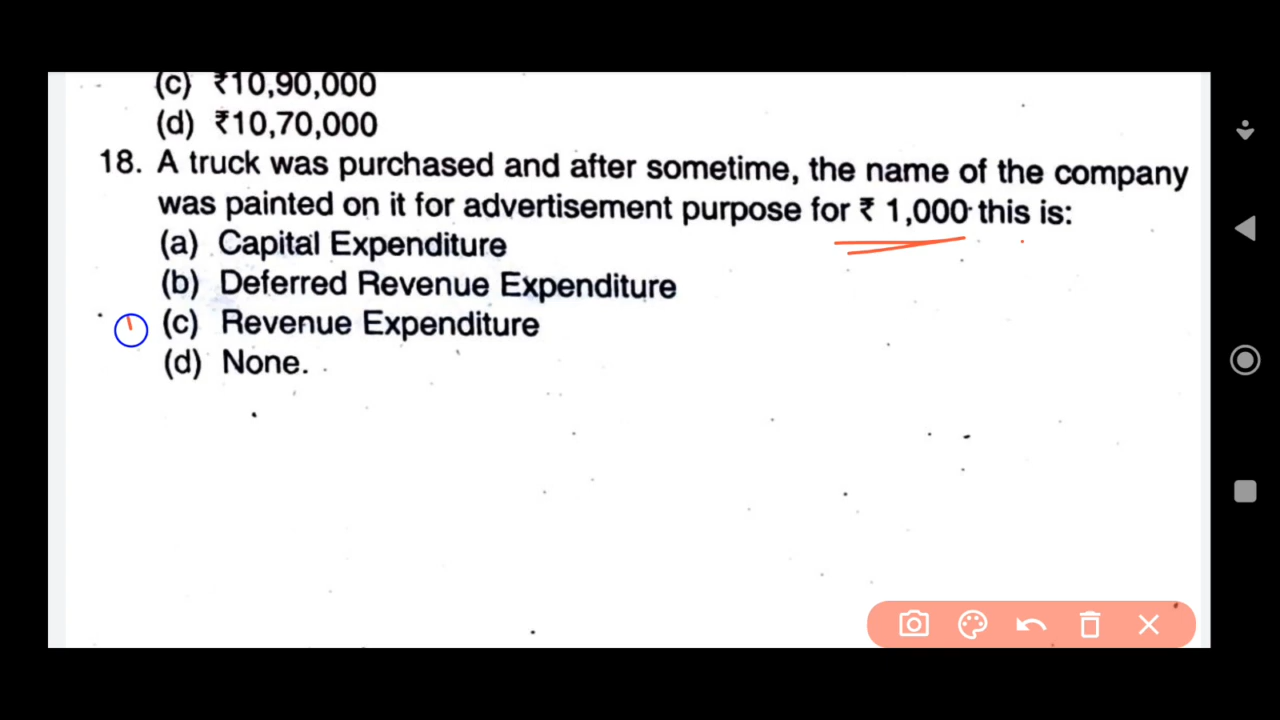 (c) ₹10,90,000
(d) ₹10,70,000
18. A truck was purchased and after sometime, the name of the company
was painted on it for advertisement purpose for ₹ 1,000 this is:
(a) Capital Expenditure
(b) Deferred Revenue Expenditure
(c) Revenue Expenditure
(d) None.